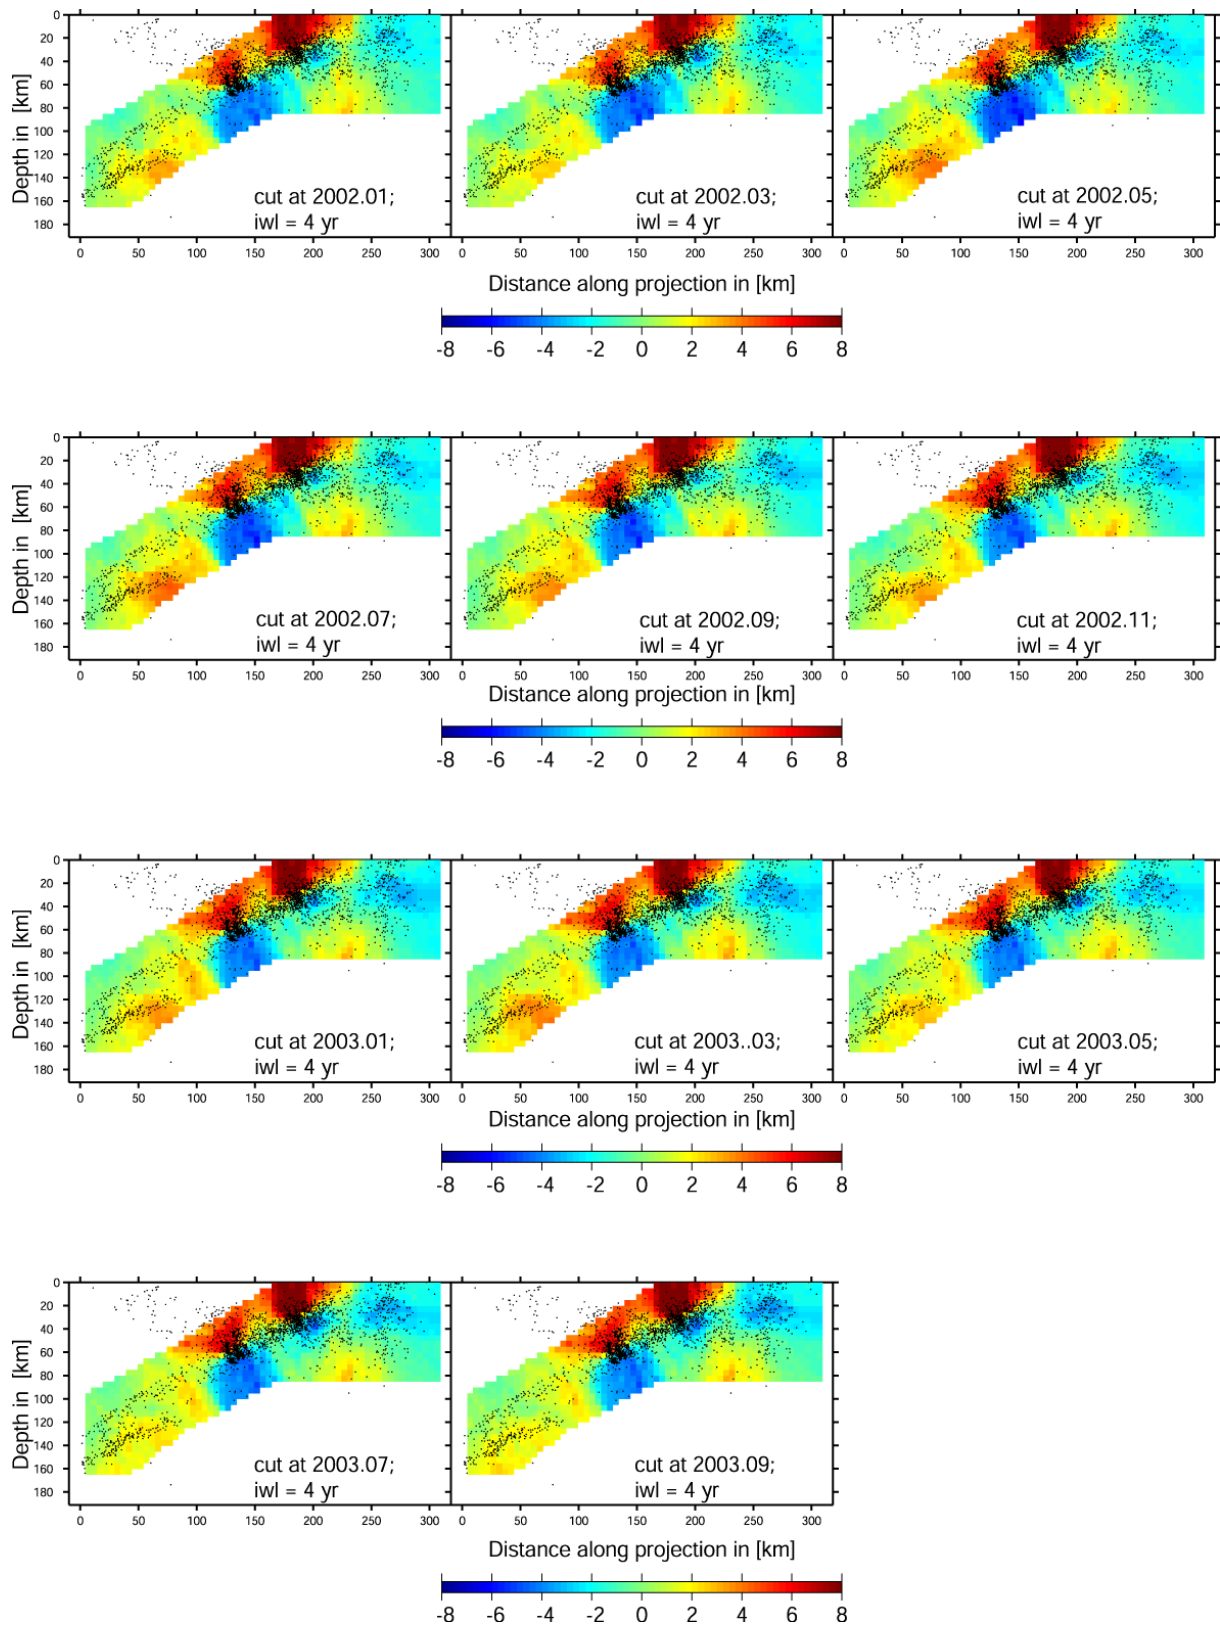 0
20
40
60
80
100
120
140
160
180
Depth in [km]
cut at 2002.01;
iwl = 4 yr
cut at 2002.03;
iwl = 4 yr
cut at 2002.05;
iwl = 4 yr
0 50 100 150 200 250 300 0 50 100 150 200 250 300 0 50 100 150 200 250 300
Distance along projection in [km]
-8 -6 -4 -2 0 2 4 6 8
0
20
40
60
80
100
120
140
160
180
Depth in [km]
cut at 2002.07;
iwl = 4 yr
cut at 2002.09;
iwl = 4 yr
cut at 2002.11;
iwl = 4 yr
0 50 100 150 200 250 300 0 50 100 150 200 250 300 0 50 100 150 200 250 300
Distance along projection in [km]
-8 -6 -4 -2 0 2 4 6 8
0
20
40
60
80
100
120
140
160
180
Depth in [km]
cut at 2003.01;
iwl = 4 yr
cut at 2003..03;
iwl = 4 yr
cut at 2003.05;
iwl = 4 yr
0 50 100 150 200 250 300 0 50 100 150 200 250 300 0 50 100 150 200 250 300
Distance along projection in [km]
-8 -6 -4 -2 0 2 4 6 8
0
20
40
60
80
100
120
140
160
180
Depth in [km]
cut at 2003.07;
iwl = 4 yr
cut at 2003.09;
iwl = 4 yr
0 50 100 150 200 250 300 0 50 100 150 200 250 300
Distance along projection in [km]
-8 -6 -4 -2 0 2 4 6 8